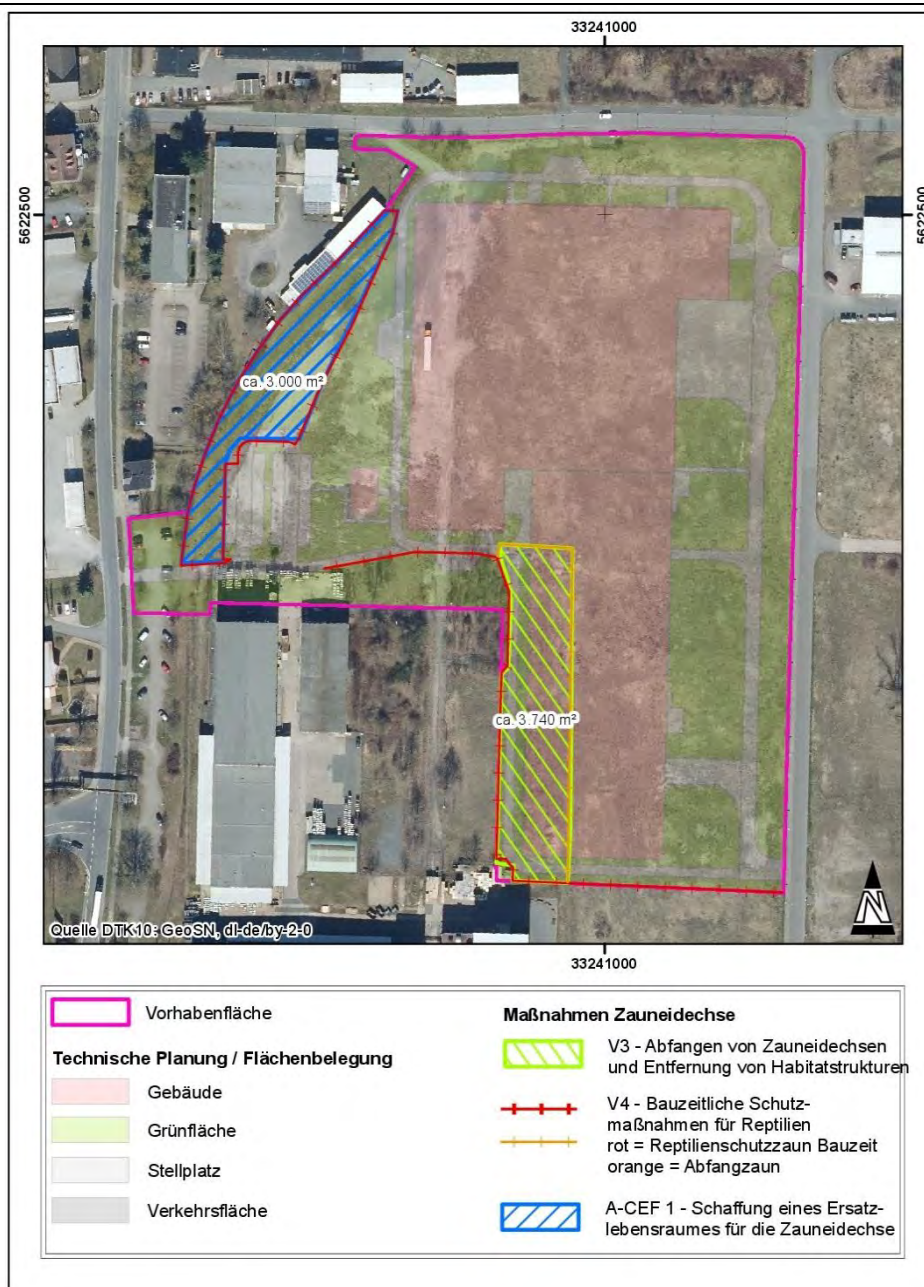 33241000
5622500
5622500
ca. 3.000 m²
ca. 3.740 m²
N
Quelle DTK10: GeoSN, dl-de/by-2-0
33241000
Vorhabenfläche
Technische Planung / Flächenbelegung
Gebäude
Grünfläche
Stellplatz
Verkehrsfläche
Maßnahmen Zauneidechse
V3 - Abfangen von Zauneidechsen
und Entfernung von Habitatstrukturen
V4 - Bauzeitliche Schutz-
maßnahmen für Reptilien
rot = Reptilienschutzzaun Bauzeit
orange = Abfangzaun
A-CEF 1 - Schaffung eines Ersatz-
lebensraumes für die Zauneidechse